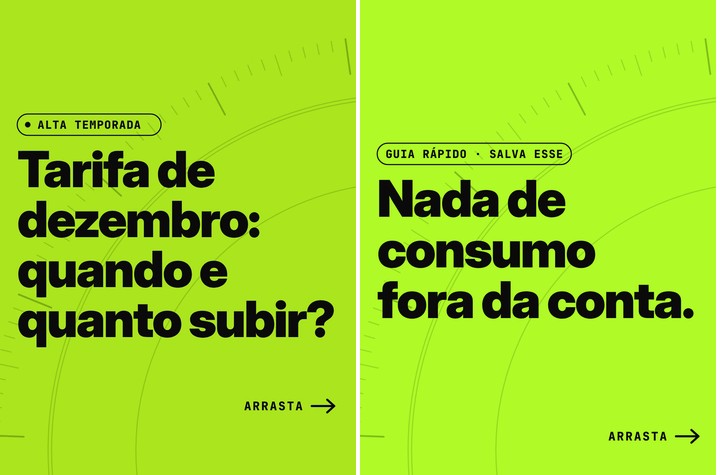 ALTA TEMPORADA
Tarifa de
dezembro:
quando e
quanto subir?
ARRASTA
GUIA RÁPIDO · SALVA ESSE
Nada de
consumo
fora da conta.
ARRASTA